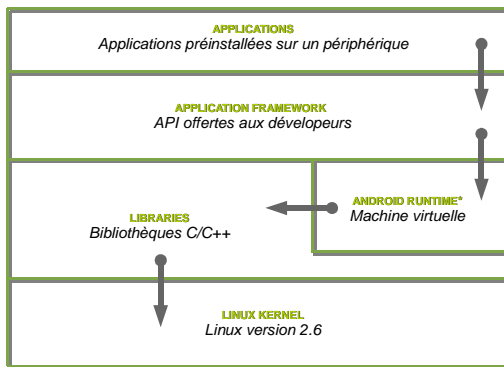 APPLICATIONS
Applications préinstallées sur un périphérique
APPLICATION FRAMEWORK
API offertes aux dévelopeurs
ANDROID RUNTIME*
Machine virtuelle
LIBRARIES
Bibliothèques C/C++
LINUX KERNEL
Linux version 2.6